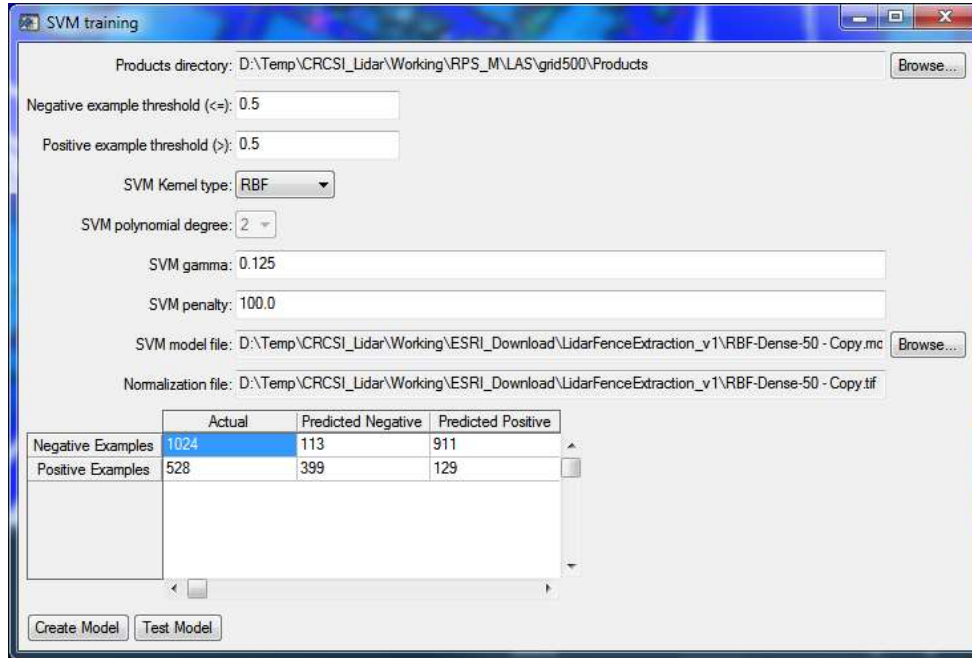 SVM training
Products directory: D:\Temp\CRCSI_Lidar\Working\RPS_M\LAS\grid500\Products Browse...
Negative example threshold (<=): 0.5
Positive example threshold (>): 0.5
SVM Kernel type: RBF
SVM polynomial degree: 2
SVM gamma: 0.125
SVM penalty: 100.0
SVM model file: D:\Temp\CRCSI_Lidar\Working\ESRI_Download\LidarFenceExtraction_v1\RBF-Dense-50 - Copy.mc Browse...
Normalization file: D:\Temp\CRCSI_Lidar\Working\ESRI_Download\LidarFenceExtraction_v1\RBF-Dense-50 - Copy.tif
Actual Predicted Negative Predicted Positive
Negative Examples 1024 113 911
Positive Examples 528 399 129
Create Model Test Model